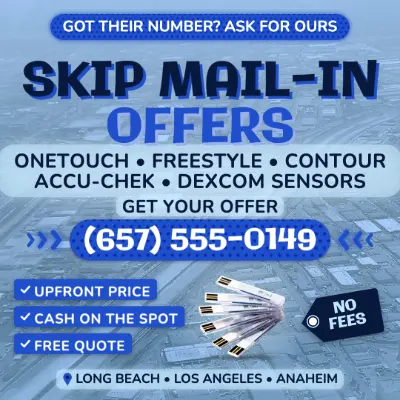 GOT THEIR NUMBER? ASK FOR OURS
SKIP MAIL-IN
OFFERS
ONETOUCH • FREESTYLE • CONTOUR
ACCU-CHEK • DEXCOM SENSORS
GET YOUR OFFER
(657) 555-0149
UPFRONT PRICE
CASH ON THE SPOT
FREE QUOTE
NO
FEES
LONG BEACH • LOS ANGELES • ANAHEIM